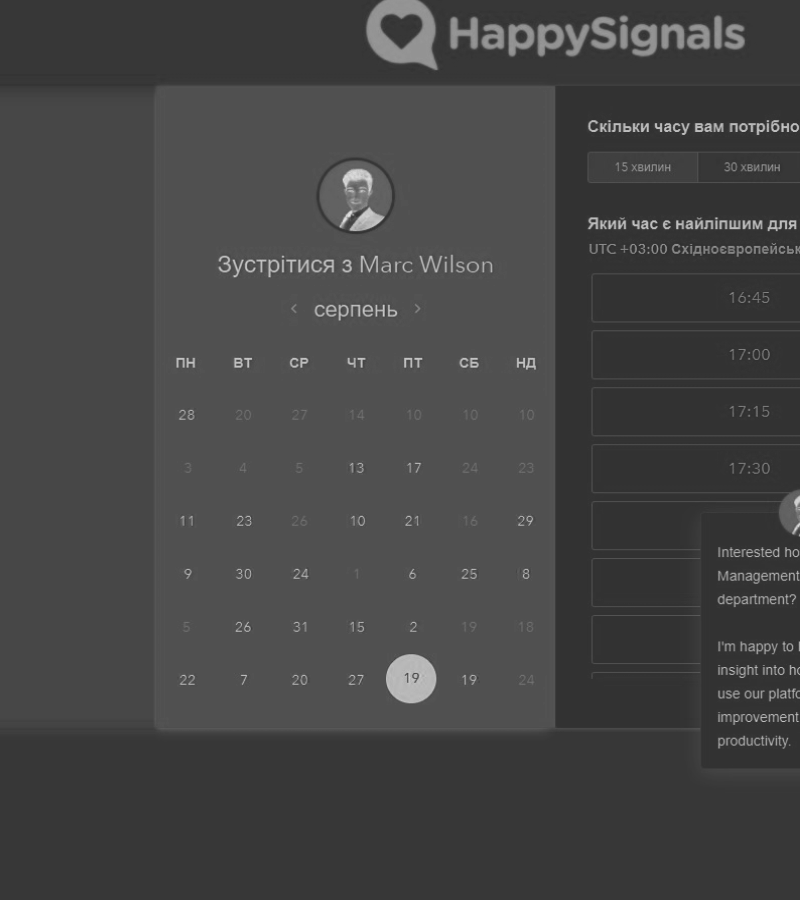 HappySignals
Зустрітися з Marc Wilson
серпень
ПН ВТ СР ЧТ ПТ СБ НД
28 20 27 14 10 10 10
3 4 5 13 17 24 23
11 23 26 10 21 16 29
9 30 24 1 6 25 8
5 26 31 15 2 19 18
22 7 20 27 19 19 24
Скільки часу вам потрібно
15 хвилин 30 хвилин
Який час є найліпшим для
UTC +03:00 Східноєвропейськ
16:45
17:00
17:15
17:30
Interested ho
Management
department?
I'm happy to
insight into ho
use our platfo
improvement
productivity.